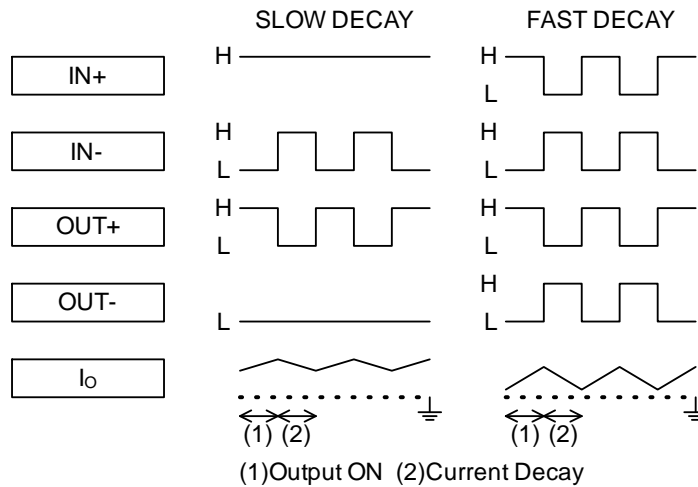 SLOW DECAY FAST DECAY
IN+ H H
L
IN- H H
L L
OUT+ H H
L L
OUT- H
L L
IO
(1) (2) (1) (2)
(1)Output ON (2)Current Decay